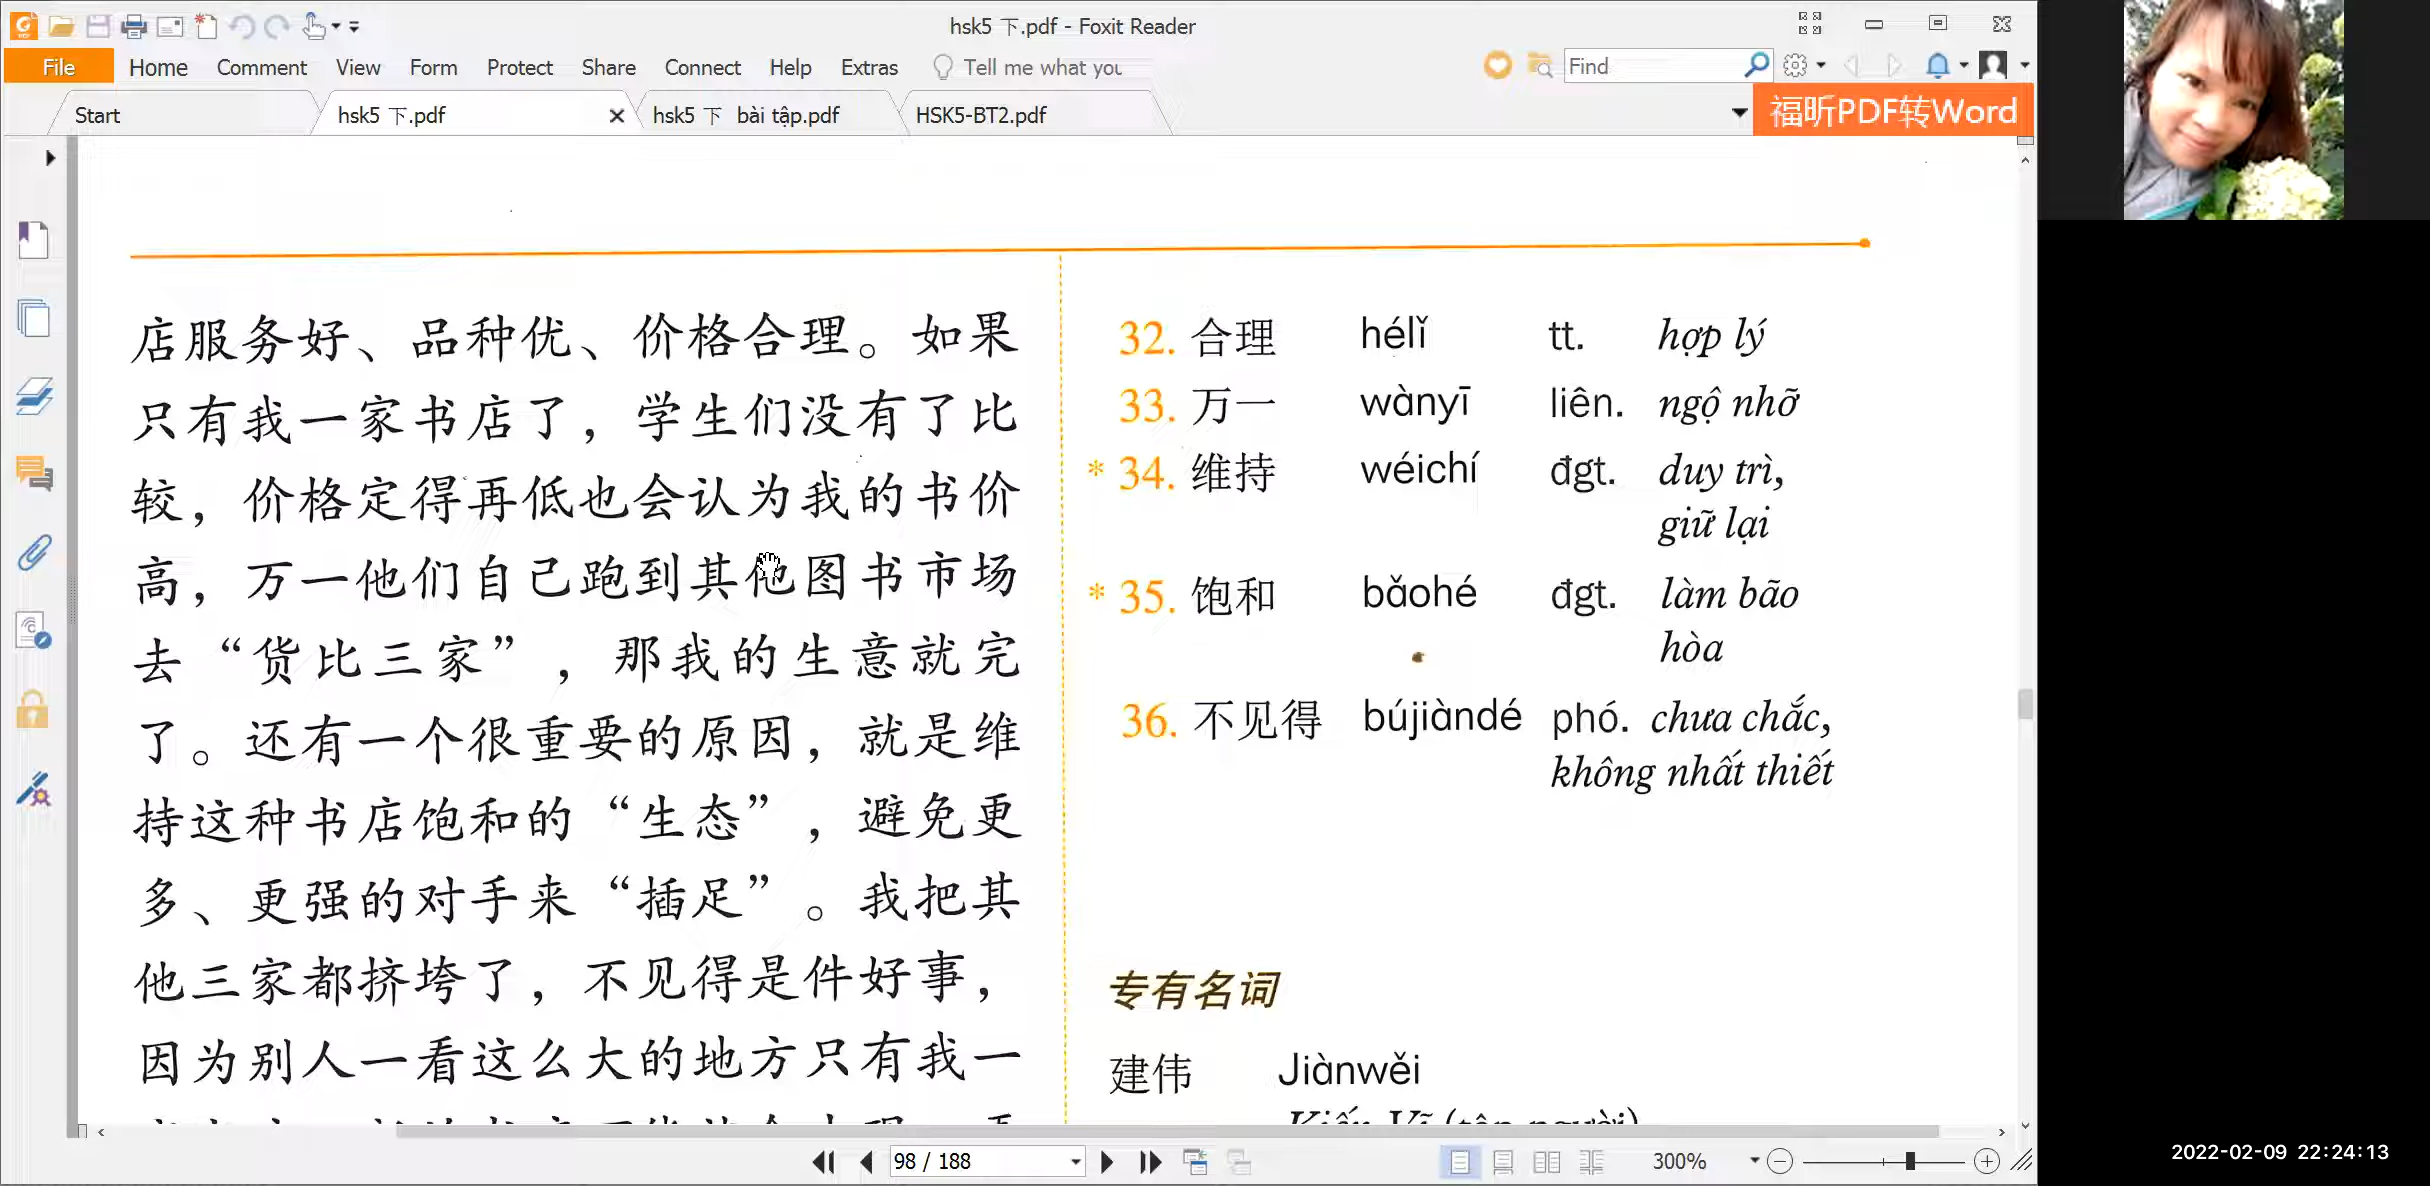 hsk5 下.pdf - Foxit Reader
File Home Comment View Form Protect Share Connect Help Extras Tell me what you Find
Start hsk5 下.pdf hsk5 下 bài tập.pdf HSK5-BT2.pdf 福昕PDF转Word
店服务好、品种优、价格合理。如果
只有我一家书店了，学生们没有了比
较，价格定得再低也会认为我的书价
高，万一他们自己跑到其他图书市场
去“货比三家”，那我的生意就完
了。还有一个很重要的原因，就是维
持这种书店饱和的“生态”，避免更
多、更强的对手来“插足”。我把其
他三家都挤垮了，不见得是件好事，
因为别人一看这么大的地方只有我一
32. 合理 hélǐ tt. hợp lý
33. 万一 wànyī liên. ngộ nhỡ
* 34. 维持 wéichí đgt. duy trì,
giữ lại
* 35. 饱和 bǎohé đgt. làm bão
hòa
36. 不见得 bújiàndé phó. chưa chắc,
không nhất thiết
专有名词
建伟 Jiànwěi
Kiến Vĩ (tên người)
98 / 188 300%
2022-02-09 22:24:13